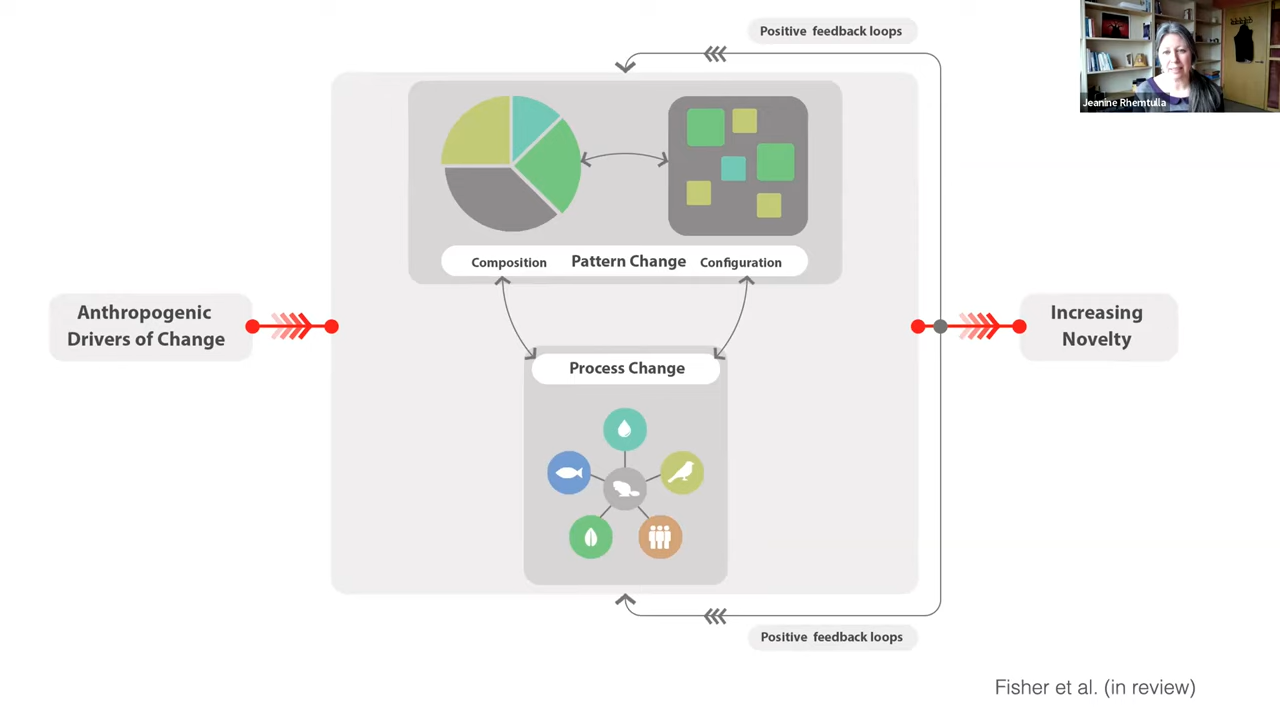 Positive feedback loops
Jeanine Rhemtulla
Composition Pattern Change Configuration
Anthropogenic
Drivers of Change
Increasing
Novelty
Process Change
Positive feedback loops
Fisher et al. (in review)